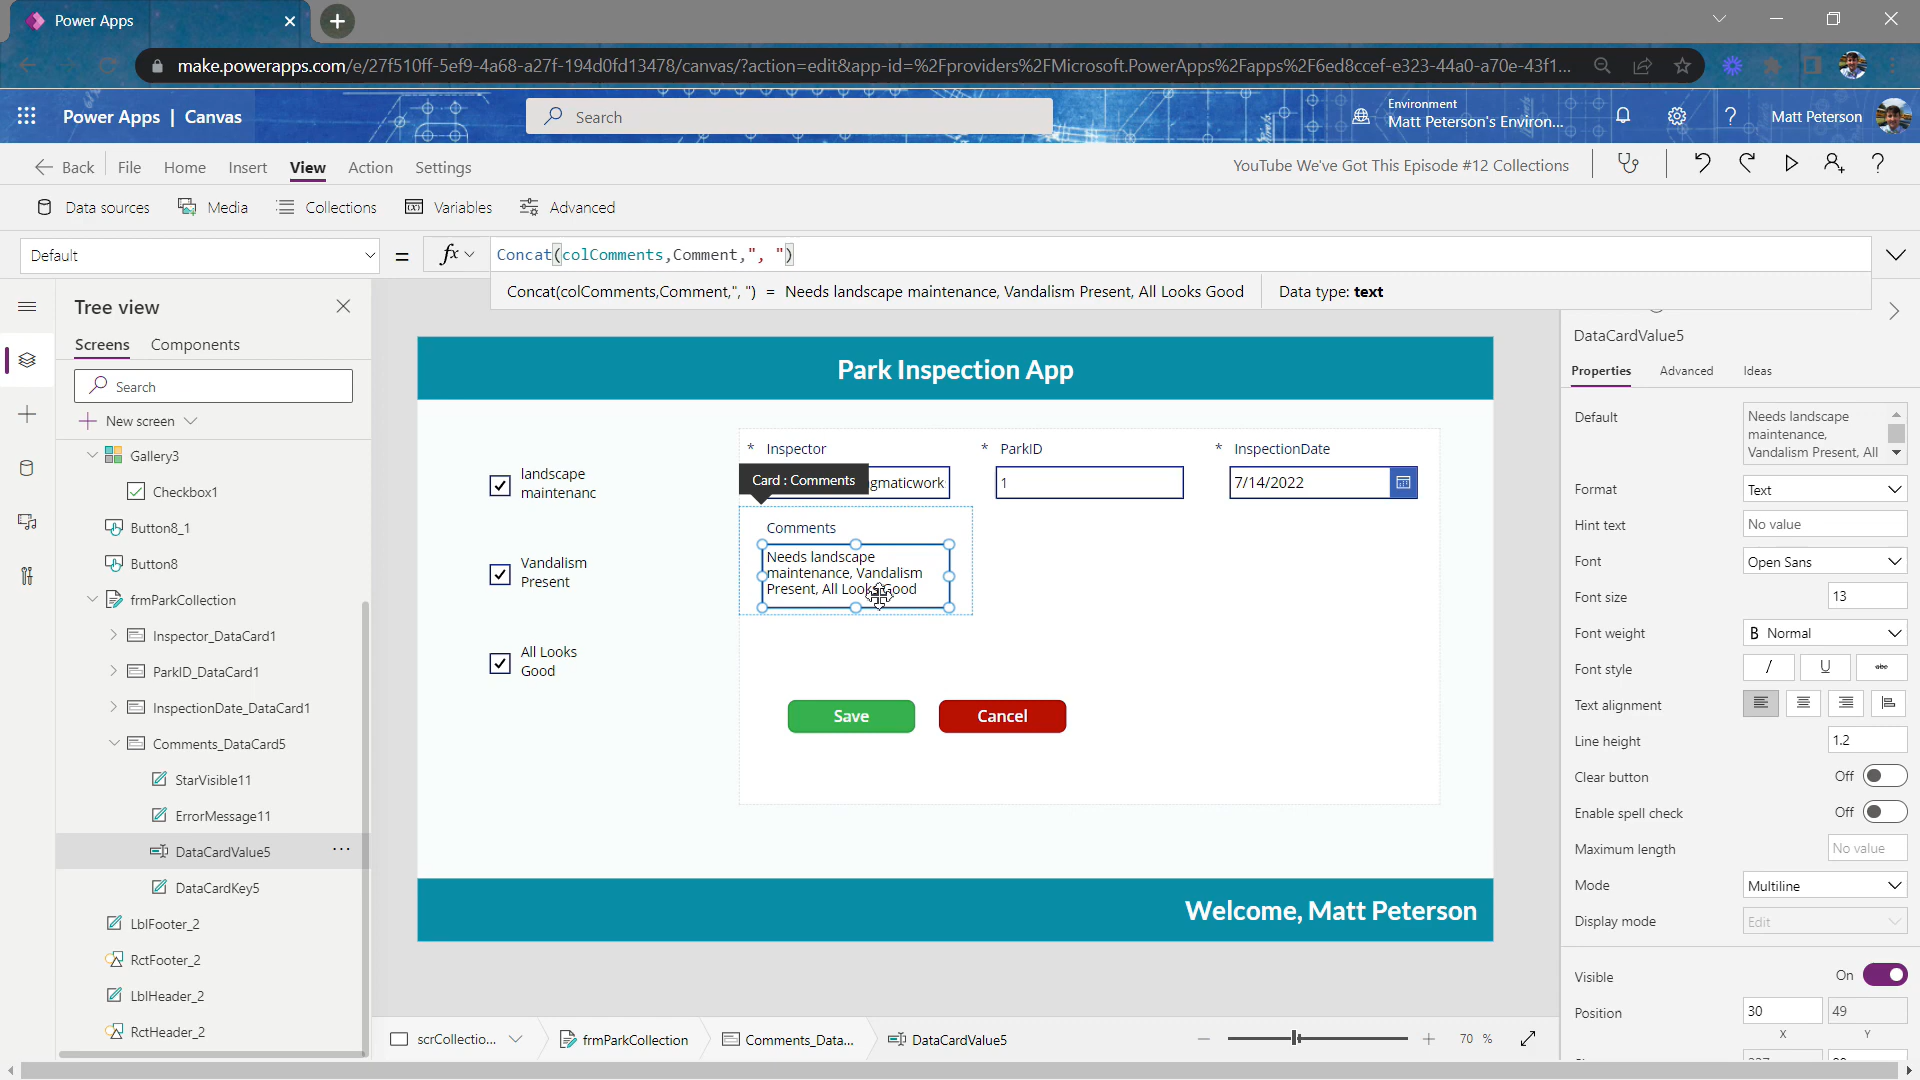 Power Apps
make.powerapps.com/e/27f510ff-5ef9-4a68-a27f-194d0fd13478/canvas/?action=edit&app-id=%2Fproviders%2FMicrosoft.PowerApps%2Fapps%2F6ed8ccef-e323-44a0-a70e-43f1...
Power Apps | Canvas
Search
Environment
Matt Peterson's Environ...
Matt Peterson
Back
File
Home
Insert
View
Action
Settings
YouTube We've Got This Episode #12 Collections
Data sources
Media
Collections
Variables
Advanced
Default
=
fx
Concat(colComments,Comment,", ")
Concat(colComments,Comment,", ") = Needs landscape maintenance, Vandalism Present, All Looks Good
Data type: text
Tree view
Screens
Components
Search
New screen
Gallery3
Checkbox1
Button8_1
Button8
frmParkCollection
Inspector_DataCard1
ParkID_DataCard1
InspectionDate_DataCard1
Comments_DataCard5
StarVisible11
ErrorMessage11
DataCardValue5
DataCardKey5
LblFooter_2
RctFooter_2
LblHeader_2
RctHeader_2
Park Inspection App
landscape
maintenanc
Vandalism
Present
All Looks
Good
* Inspector
* ParkID
* InspectionDate
Card : Comments
gmaticwork
1
7/14/2022
Comments
Needs landscape
maintenance, Vandalism
Present, All Looks Good
Save
Cancel
Welcome, Matt Peterson
scrCollectio...
frmParkCollection
Comments_Data...
DataCardValue5
70 %
DataCardValue5
Properties
Advanced
Ideas
Default
Needs landscape
maintenance,
Vandalism Present, All
Format
Text
Hint text
No value
Font
Open Sans
Font size
13
Font weight
B Normal
Font style
/ U abc
Text alignment
Line height
1.2
Clear button
Off
Enable spell check
Off
Maximum length
No value
Mode
Multiline
Display mode
Edit
Visible
On
Position
30
49
X
Y